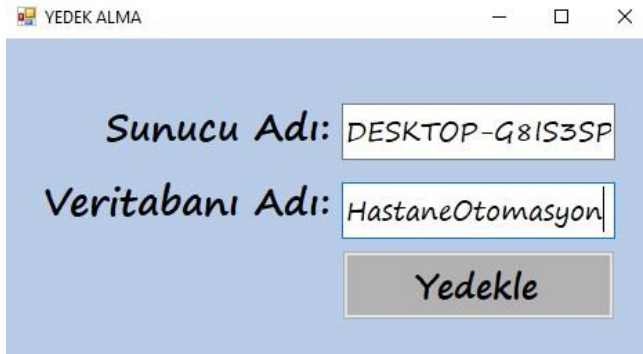 YEDEK ALMA
Sunucu Adı: DESKTOP-G8IS3SP
Veritabanı Adı: HastaneOtomasyon
Yedekle